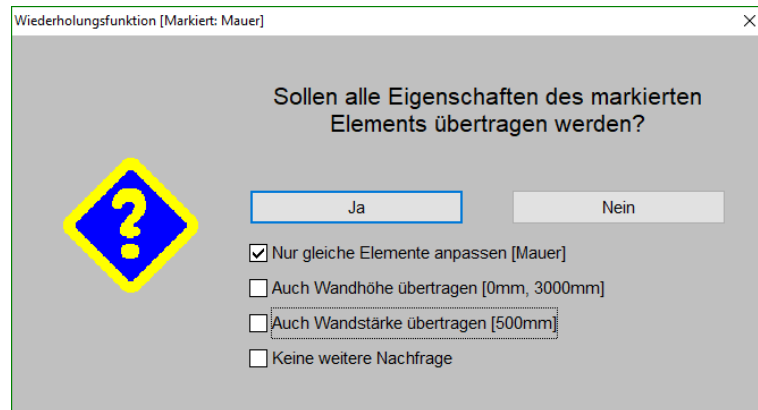 Wiederholungsfunktion [Markiert: Mauer]
Sollen alle Eigenschaften des markierten
Elements übertragen werden?
?
Ja
Nein
Nur gleiche Elemente anpassen [Mauer]
Auch Wandhöhe übertragen [0mm, 3000mm]
Auch Wandstärke übertragen [500mm]
Keine weitere Nachfrage